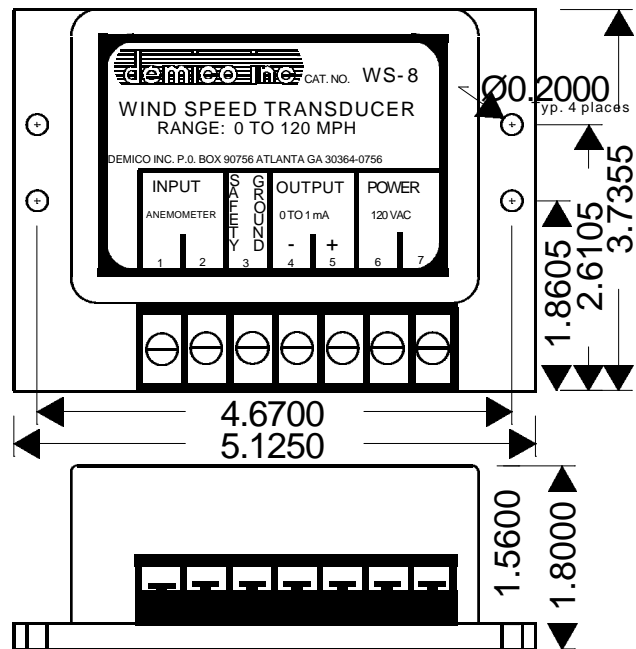 demico inc CAT. NO. WS-8
WIND SPEED TRANSDUCER
RANGE: 0 TO 120 MPH
DEMICO INC. P.0. BOX 90756 ATLANTA GA 30364-0756
INPUT
ANEMOMETER
1 2
SAFETY
GROUND
3
OUTPUT
0 TO 1 mA
- +
4 5
POWER
120 VAC
6 7
Ø0.2000
yp. 4 places
1.8605
2.6105
3.7355
4.6700
5.1250
1.5600
1.8000